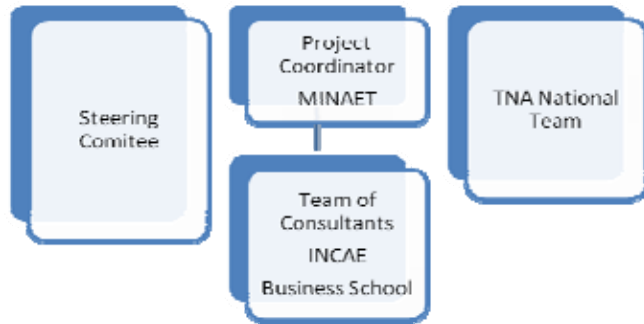 Steering
Comitee
Project
Coordinator
MINAET
Team of
Consultants
INCAE
Business School
TNA National
Team